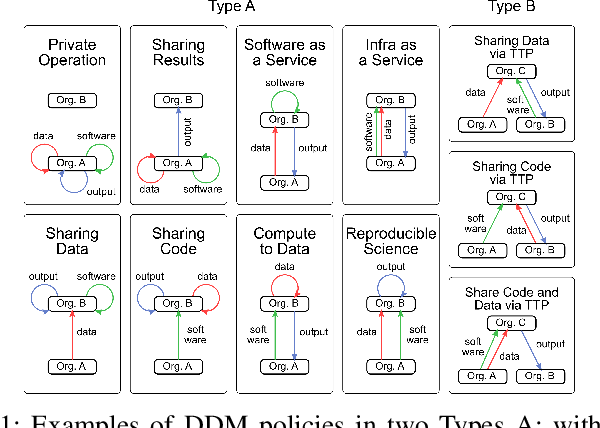 Type A
Type B
Private
Operation
Org. B
data
software
Org. A
output
Sharing
Results
Org. B
output
Org. A
data
software
Software as
a Service
software
Org. B
data
output
Org. A
Infra as
a Service
Org. B
software
data
output
Org. A
Sharing Data
via TTP
Org. C
data
output
soft
ware
Org. A
Org. B
Sharing
Data
output
software
Org. B
data
Org. A
Sharing
Code
output
data
Org. B
soft
ware
Org. A
Compute
to Data
data
Org. B
soft
ware
output
Org. A
Reproducible
Science
output
Org. B
data
soft
ware
Org. A
Sharing Code
via TTP
Org. C
soft
ware
data
output
Org. A
Org. B
Share Code and
Data via TTP
Org. C
soft
ware
data
output
Org. A
Org. B
1: Examples of DDM policies in two Types A: with